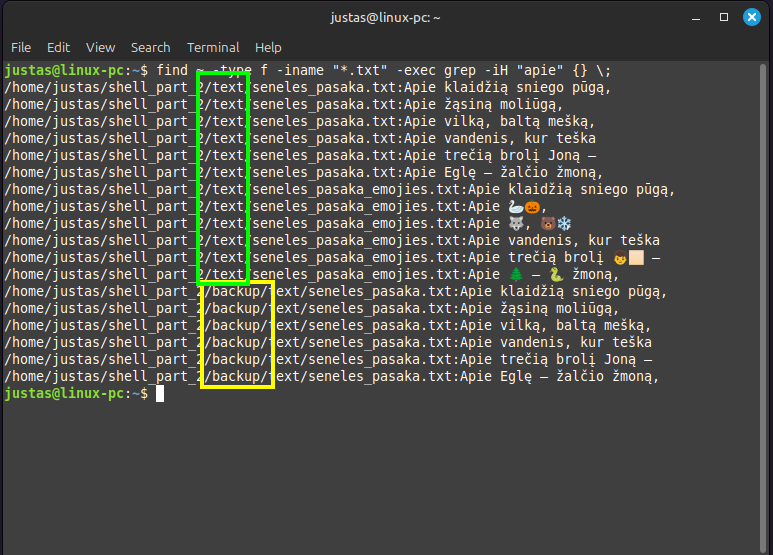 justas@linux-pc: ~
File Edit View Search Terminal Help
justas@linux-pc:~$ find ~ -type f -iname "*.txt" -exec grep -iH "apie" {} \;
/home/justas/shell_part_2/text/seneles_pasaka.txt:Apie klaidžią sniego pūgą,
/home/justas/shell_part_2/text/seneles_pasaka.txt:Apie žąsiną moliūgą,
/home/justas/shell_part_2/text/seneles_pasaka.txt:Apie vilką, baltą mešką,
/home/justas/shell_part_2/text/seneles_pasaka.txt:Apie vandenis, kur teška
/home/justas/shell_part_2/text/seneles_pasaka.txt:Apie trečią brolį Joną —
/home/justas/shell_part_2/text/seneles_pasaka.txt:Apie Eglę — žalčio žmoną,
/home/justas/shell_part_2/text/seneles_pasaka_emojies.txt:Apie klaidžią sniego pūgą,
/home/justas/shell_part_2/text/seneles_pasaka_emojies.txt:Apie 🦢🎃,
/home/justas/shell_part_2/text/seneles_pasaka_emojies.txt:Apie 🐺, 🐻❄️
/home/justas/shell_part_2/text/seneles_pasaka_emojies.txt:Apie vandenis, kur teška
/home/justas/shell_part_2/text/seneles_pasaka_emojies.txt:Apie trečią brolį 👦🏻 —
/home/justas/shell_part_2/text/seneles_pasaka_emojies.txt:Apie 🌲 — 🐍 žmoną,
/home/justas/shell_part_2/backup/text/seneles_pasaka.txt:Apie klaidžią sniego pūgą,
/home/justas/shell_part_2/backup/text/seneles_pasaka.txt:Apie žąsiną moliūgą,
/home/justas/shell_part_2/backup/text/seneles_pasaka.txt:Apie vilką, baltą mešką,
/home/justas/shell_part_2/backup/text/seneles_pasaka.txt:Apie vandenis, kur teška
/home/justas/shell_part_2/backup/text/seneles_pasaka.txt:Apie trečią brolį Joną —
/home/justas/shell_part_2/backup/text/seneles_pasaka.txt:Apie Eglę — žalčio žmoną,
justas@linux-pc:~$